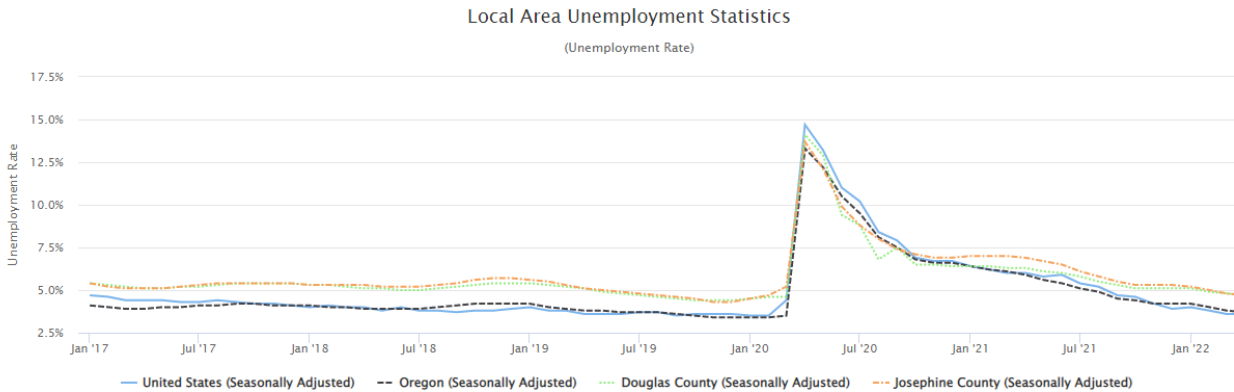 Local Area Unemployment Statistics
(Unemployment Rate)
Unemployment Rate
17.5%
15.0%
12.5%
10.0%
7.5%
5.0%
2.5%
Jan '17 Jul '17 Jan '18 Jul '18 Jan '19 Jul '19 Jan '20 Jul '20 Jan '21 Jul '21 Jan '22
United States (Seasonally Adjusted) Oregon (Seasonally Adjusted) Douglas County (Seasonally Adjusted) Josephine County (Seasonally Adjusted)